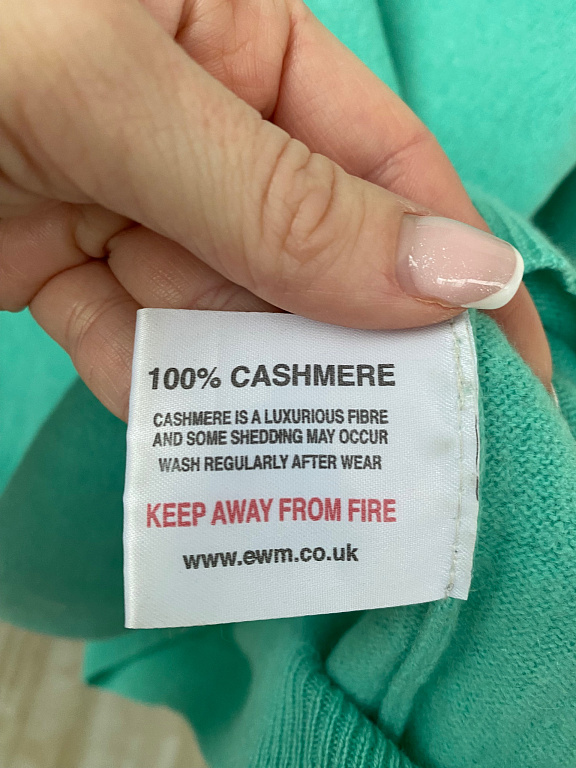 100% CASHMERE
CASHMERE IS A LUXURIOUS FIBRE
AND SOME SHEDDING MAY OCCUR
WASH REGULARLY AFTER WEAR
KEEP AWAY FROM FIRE
www.ewm.co.uk